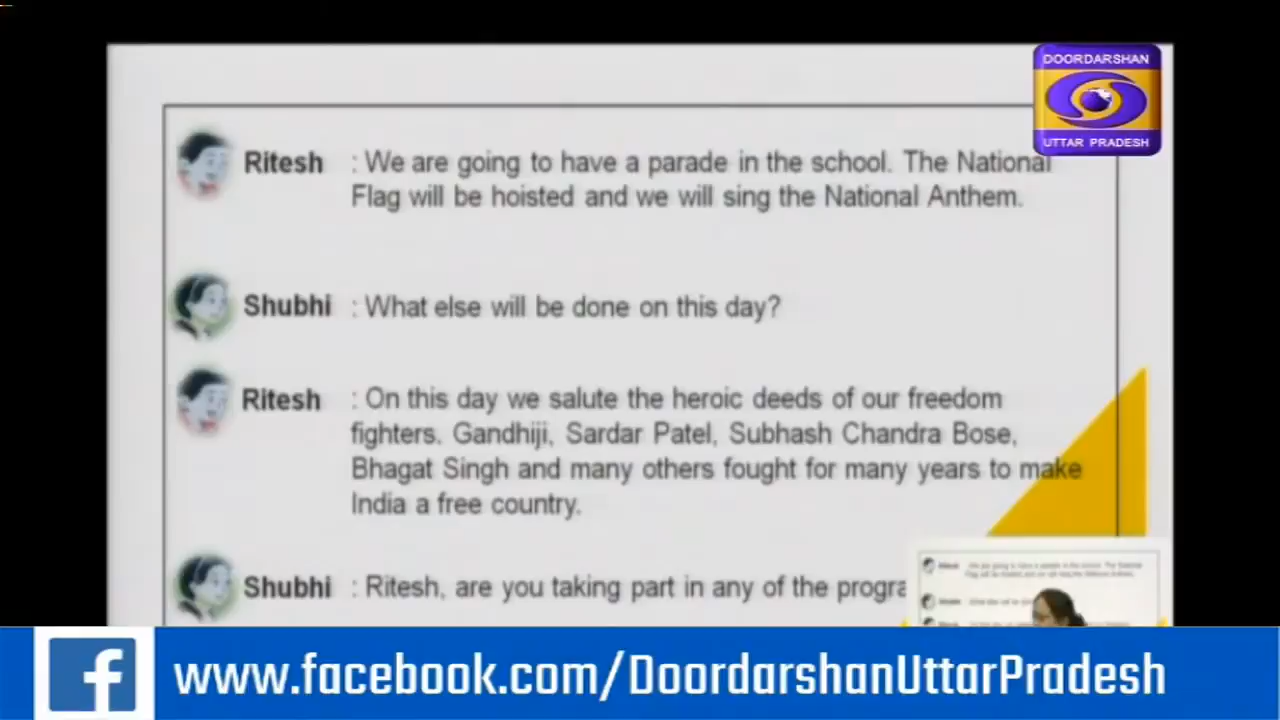 DOORDARSHAN
UTTAR PRADESH
Ritesh : We are going to have a parade in the school. The National
Flag will be hoisted and we will sing the National Anthem.
Shubhi : What else will be done on this day?
Ritesh : On this day we salute the heroic deeds of our freedom
fighters. Gandhiji, Sardar Patel, Subhash Chandra Bose,
Bhagat Singh and many others fought for many years to make
India a free country.
Shubhi : Ritesh, are you taking part in any of the progra
f www.facebook.com/DoordarshanUttarPradesh